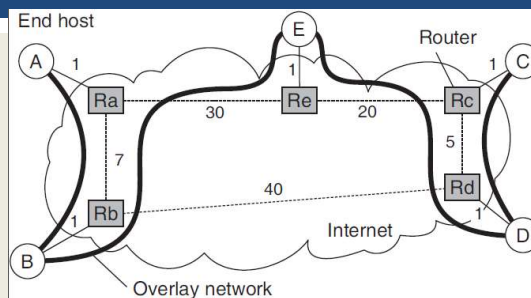 End host
E
Router
A
1
1
1
C
Ra
30
Re
20
Rc
7
5
40
Rb
Rd
1
1
Internet
B
D
Overlay network